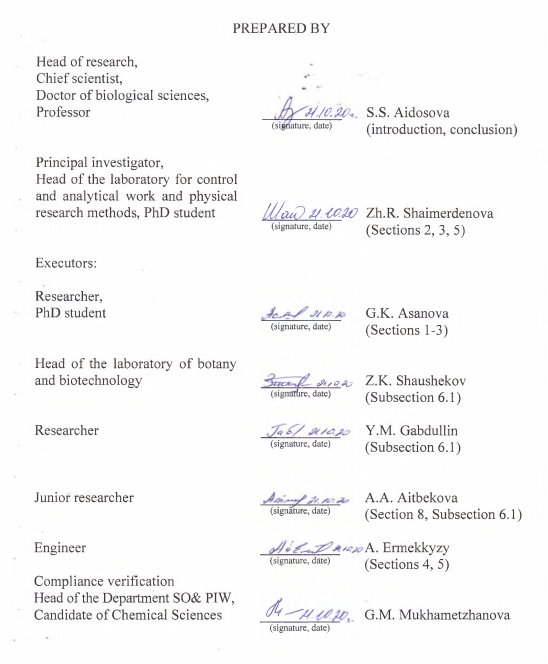 PREPARED BY
Head of research,
Chief scientist,
Doctor of biological sciences,
Professor
21.10.20г. S.S. Aidosova
(signature, date) (introduction, conclusion)
Principal investigator,
Head of the laboratory for control
and analytical work and physical
research methods, PhD student
21.10.20 Zh.R. Shaimerdenova
(signature, date) (Sections 2, 3, 5)
Executors:
Researcher,
PhD student
21.10.20 G.K. Asanova
(signature, date) (Sections 1-3)
Head of the laboratory of botany
and biotechnology
21.10.20 Z.K. Shaushekov
(signature, date) (Subsection 6.1)
Researcher 21.10.20 Y.M. Gabdullin
(signature, date) (Subsection 6.1)
Junior researcher 21.10.20 A.A. Aitbekova
(signature, date) (Section 8, Subsection 6.1)
Engineer 21.10.20 A. Ermekkyzy
(signature, date) (Sections 4, 5)
Compliance verification
Head of the Department SO& PIW,
Candidate of Chemical Sciences 21.10.20г. G.M. Mukhametzhanova
(signature, date)